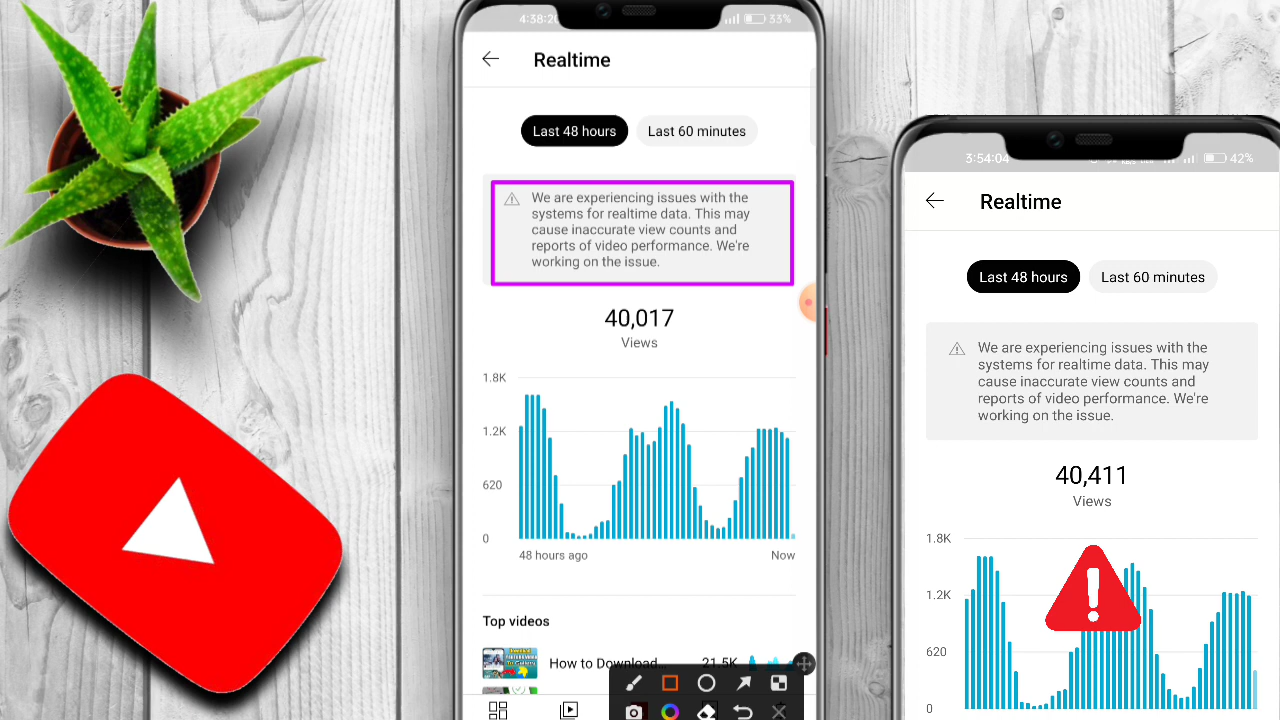 4:38:20
33%
Realtime
Last 48 hours
Last 60 minutes
We are experiencing issues with the
systems for realtime data. This may
cause inaccurate view counts and
reports of video performance. We're
working on the issue.
40,017
Views
1.8K
1.2K
620
0
48 hours ago
Now
Top videos
How to Download...
21.5K
3:54:04
42%
Realtime
Last 48 hours
Last 60 minutes
We are experiencing issues with the
systems for realtime data. This may
cause inaccurate view counts and
reports of video performance. We're
working on the issue.
40,411
Views
1.8K
1.2K
620
0